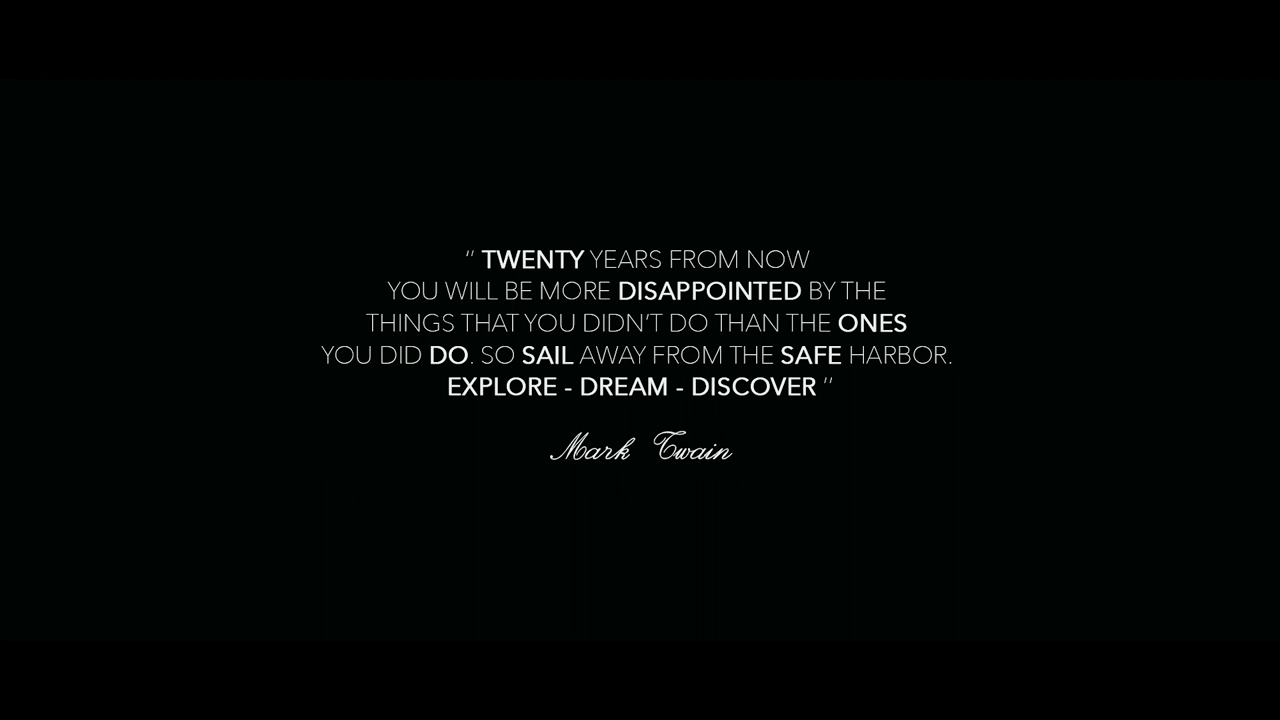 “ TWENTY YEARS FROM NOW
YOU WILL BE MORE DISAPPOINTED BY THE
THINGS THAT YOU DIDN’T DO THAN THE ONES
YOU DID DO. SO SAIL AWAY FROM THE SAFE HARBOR.
EXPLORE - DREAM - DISCOVER ”
Mark Twain